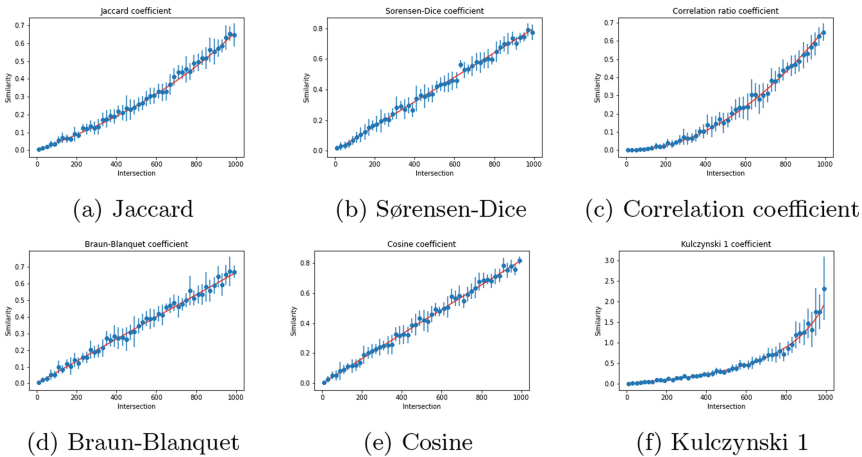 Jaccard coefficient
Sorensen-Dice coefficient
Correlation ratio coefficient
0.7
0.6
0.5
0.4
0.3
0.2
0.1
0.0
Similarity
0 200 400 600 800 1000
Intersection
0.8
0.6
0.4
0.2
0.0
Similarity
0 200 400 600 800 1000
Intersection
0.7
0.6
0.5
0.4
0.3
0.2
0.1
0.0
Similarity
0 200 400 600 800 1000
Intersection
(a) Jaccard
(b) Sørensen-Dice
(c) Correlation coefficient
Braun-Blanquet coefficient
Cosine coefficient
Kulczynski 1 coefficient
0.7
0.6
0.5
0.4
0.3
0.2
0.1
0.0
Similarity
0 200 400 600 800 1000
Intersection
0.8
0.6
0.4
0.2
0.0
Similarity
0 200 400 600 800 1000
Intersection
3.0
2.5
2.0
1.5
1.0
0.5
0.0
Similarity
0 200 400 600 800 1000
Intersection
(d) Braun-Blanquet
(e) Cosine
(f) Kulczynski 1